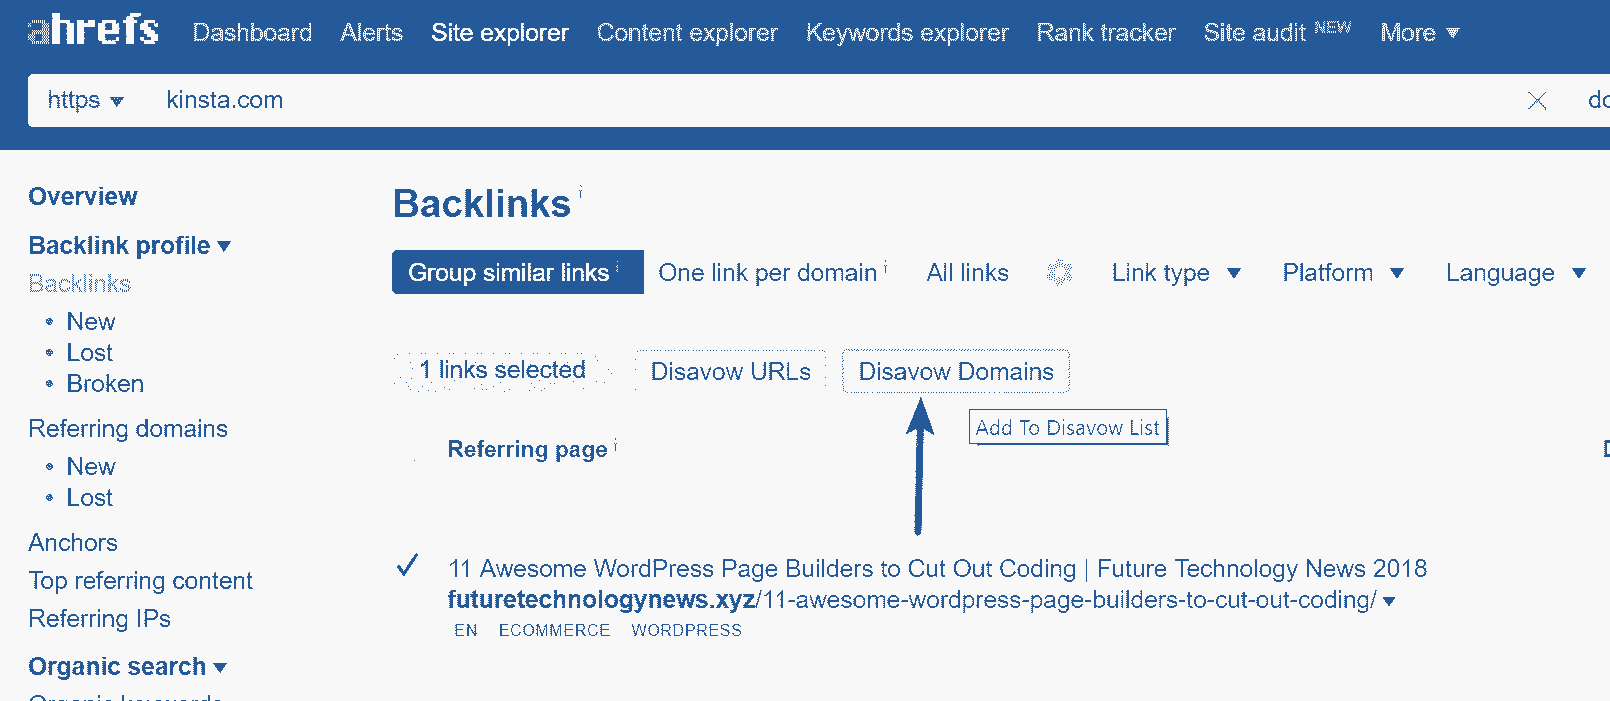 ahrefs Dashboard Alerts Site explorer Content explorer Keywords explorer Rank tracker Site audit NEW More
https kinsta.com
Overview
Backlink profile
Backlinks
New
Lost
Broken
Referring domains
New
Lost
Anchors
Top referring content
Referring IPs
Organic search
Backlinks i
Group similar links i One link per domain i All links Link type Platform Language
1 links selected Disavow URLs Disavow Domains
Add To Disavow List
Referring page i
11 Awesome WordPress Page Builders to Cut Out Coding | Future Technology News 2018
futuretechnologynews.xyz/11-awesome-wordpress-page-builders-to-cut-out-coding/
EN ECOMMERCE WORDPRESS